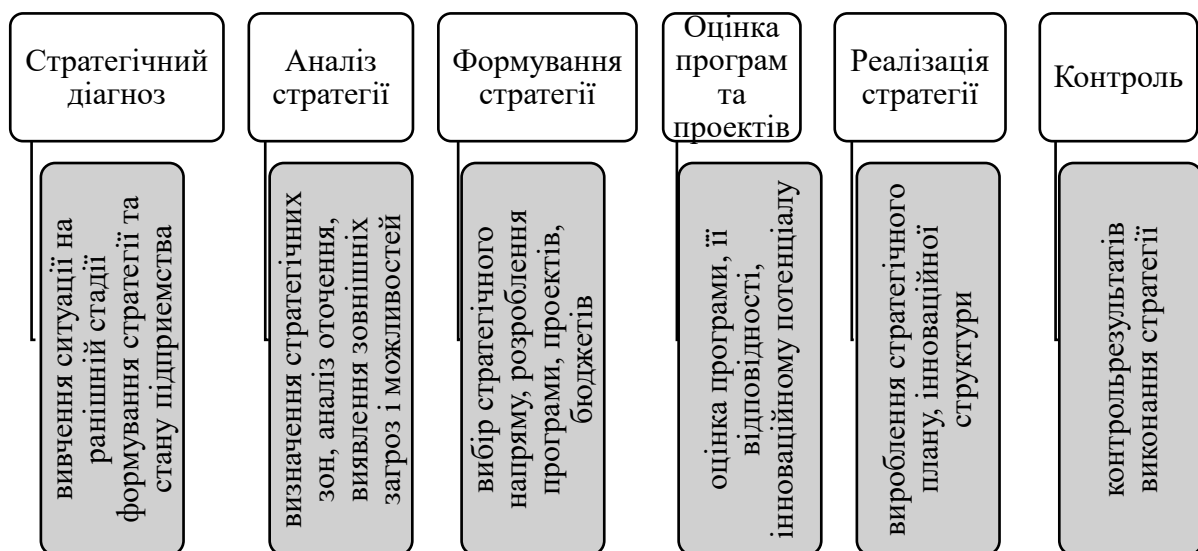 Стратегічний
діагноз
вивчення ситуації на
ранішній стадії
формування стратегії та
стану підприємства
Аналіз
стратегії
визначення стратегічних
зон, аналіз оточення,
виявлення зовнішніх
загроз і можливостей
Формування
стратегії
вибір стратегічного
напряму, розроблення
програми, проектів,
бюджетів
Оцінка
програм
та
проектів
оцінка програми, її
відповідності,
інноваційному потенціалу
Реалізація
стратегії
вироблення стратегічного
плану, інноваційної
структури
Контроль
контрольрезультатів
виконання стратегії